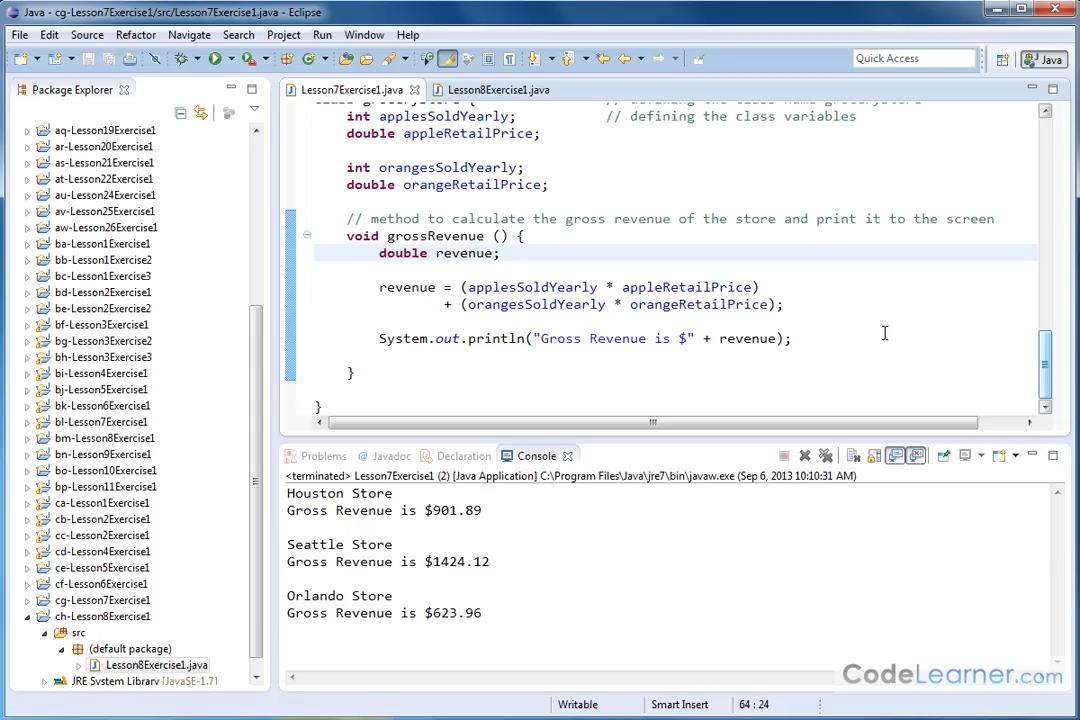 Java - cg-Lesson7Exercise1/src/Lesson7Exercise1.java - Eclipse
File Edit Source Refactor Navigate Search Project Run Window Help
Quick Access
Java
Package Explorer
aq-Lesson19Exercise1
ar-Lesson20Exercise1
as-Lesson21Exercise1
at-Lesson22Exercise1
au-Lesson24Exercise1
av-Lesson25Exercise1
aw-Lesson26Exercise1
ba-Lesson1Exercise1
bb-Lesson1Exercise2
bc-Lesson1Exercise3
bd-Lesson2Exercise1
be-Lesson2Exercise2
bf-Lesson3Exercise1
bg-Lesson3Exercise2
bh-Lesson3Exercise3
bi-Lesson4Exercise1
bj-Lesson5Exercise1
bk-Lesson6Exercise1
bl-Lesson7Exercise1
bm-Lesson8Exercise1
bn-Lesson9Exercise1
bo-Lesson10Exercise1
bp-Lesson11Exercise1
ca-Lesson1Exercise1
cb-Lesson2Exercise1
cc-Lesson2Exercise1
cd-Lesson4Exercise1
ce-Lesson5Exercise1
cf-Lesson6Exercise1
cg-Lesson7Exercise1
ch-Lesson8Exercise1
src
(default package)
Lesson8Exercise1.java
JRE System Library [JavaSE-1.7]
Lesson7Exercise1.java
Lesson8Exercise1.java
int applesSoldYearly; // defining the class variables
double appleRetailPrice;
int orangesSoldYearly;
double orangeRetailPrice;
// method to calculate the gross revenue of the store and print it to the screen
void grossRevenue () {
double revenue;
revenue = (applesSoldYearly * appleRetailPrice)
+ (orangesSoldYearly * orangeRetailPrice);
System.out.println("Gross Revenue is $" + revenue);
}
}
Problems @ Javadoc Declaration Console
<terminated> Lesson7Exercise1 (2) [Java Application] C:\Program Files\Java\jre7\bin\javaw.exe (Sep 6, 2013 10:10:31 AM)
Houston Store
Gross Revenue is $901.89
Seattle Store
Gross Revenue is $1424.12
Orlando Store
Gross Revenue is $623.96
CodeLearner.com
Writable
Smart Insert
64 : 24